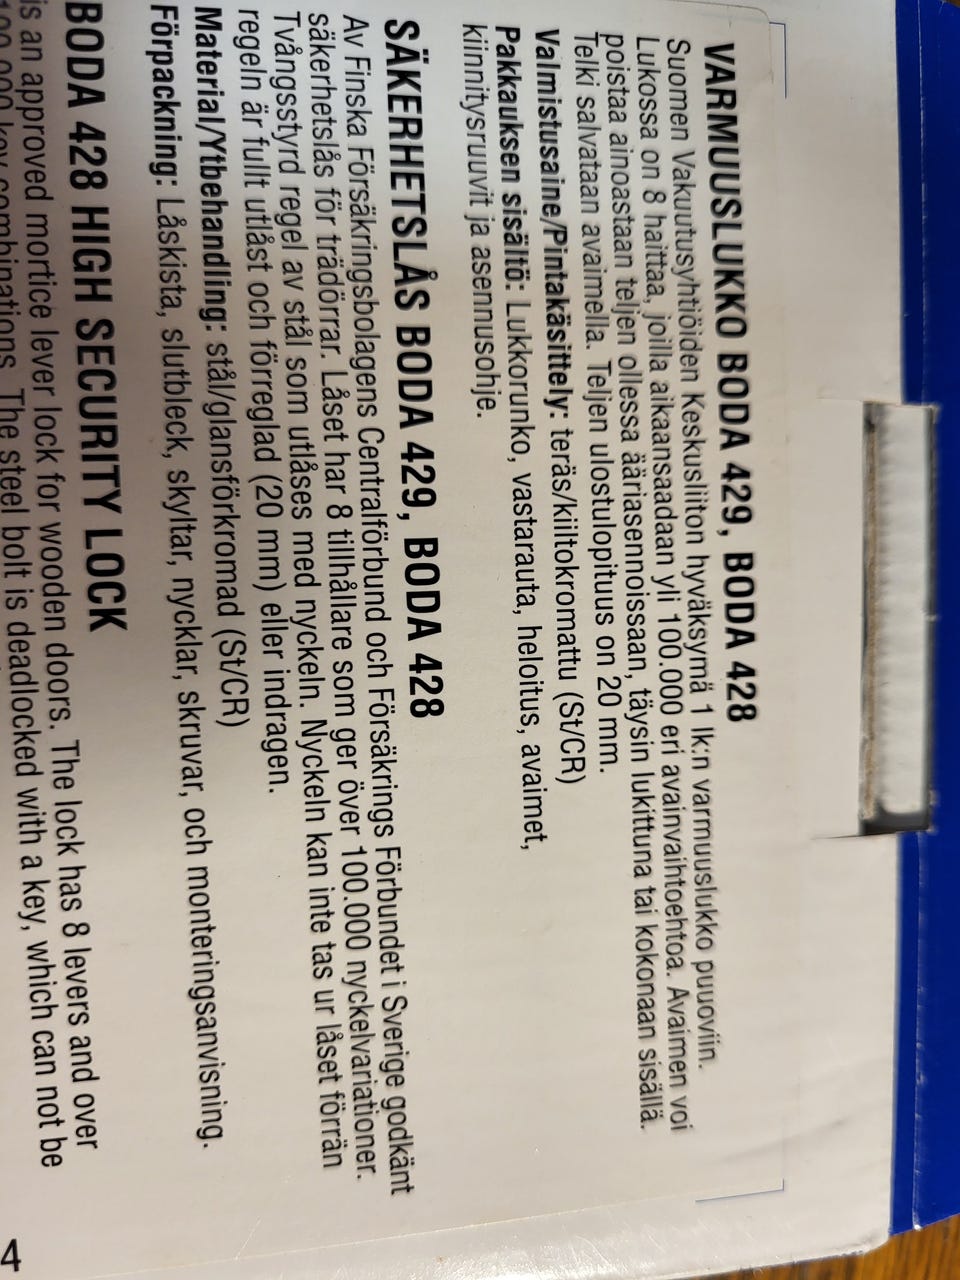 VARMUUSLUKKO BODA 429, BODA 428
Suomen Vakuutusyhtiöiden Keskusliiton hyväksymä 1 lk:n varmuuslukko puuoviin.
Lukossa on 8 haittaa, joilla aikaansaadaan yli 100.000 eri avainvaihtoehtoa. Avaimen voi
poistaa ainoastaan teljen ollessa ääriasennoissaan, täysin lukittuna tai kokonaan sisällä.
Telki salvataan avaimella. Teljen ulostulopituus on 20 mm.
Valmistusaine/Pintakäsittely: teräs/kiiltokromattu (St/CR)
Pakkauksen sisältö: Lukkorunko, vastarauta, heloitus, avaimet,
kiinnitysruuvit ja asennusohje.
SÄKERHETSLÅS BODA 429, BODA 428
Av Finska Försäkringsbolagens Centralförbund och Försäkrings Förbundet i Sverige godkänt
säkerhetslås för trädörrar. Låset har 8 tillhållare som ger över 100.000 nyckelvariationer.
Tvångsstyrd regel av stål som utlåses med nyckeln. Nyckeln kan inte tas ur låset förrän
regeln är fullt utlåst och förreglad (20 mm) eller indragen.
Material/Ytbehandling: stål/glansförkromad (St/CR)
Förpackning: Låskista, slutbleck, skyltar, nycklar, skruvar, och monteringsanvisning.
BODA 428 HIGH SECURITY LOCK
is an approved mortice lever lock for wooden doors. The lock has 8 levers and over
100.000 key combinations. The steel bolt is deadlocked with a key, which can not be
4